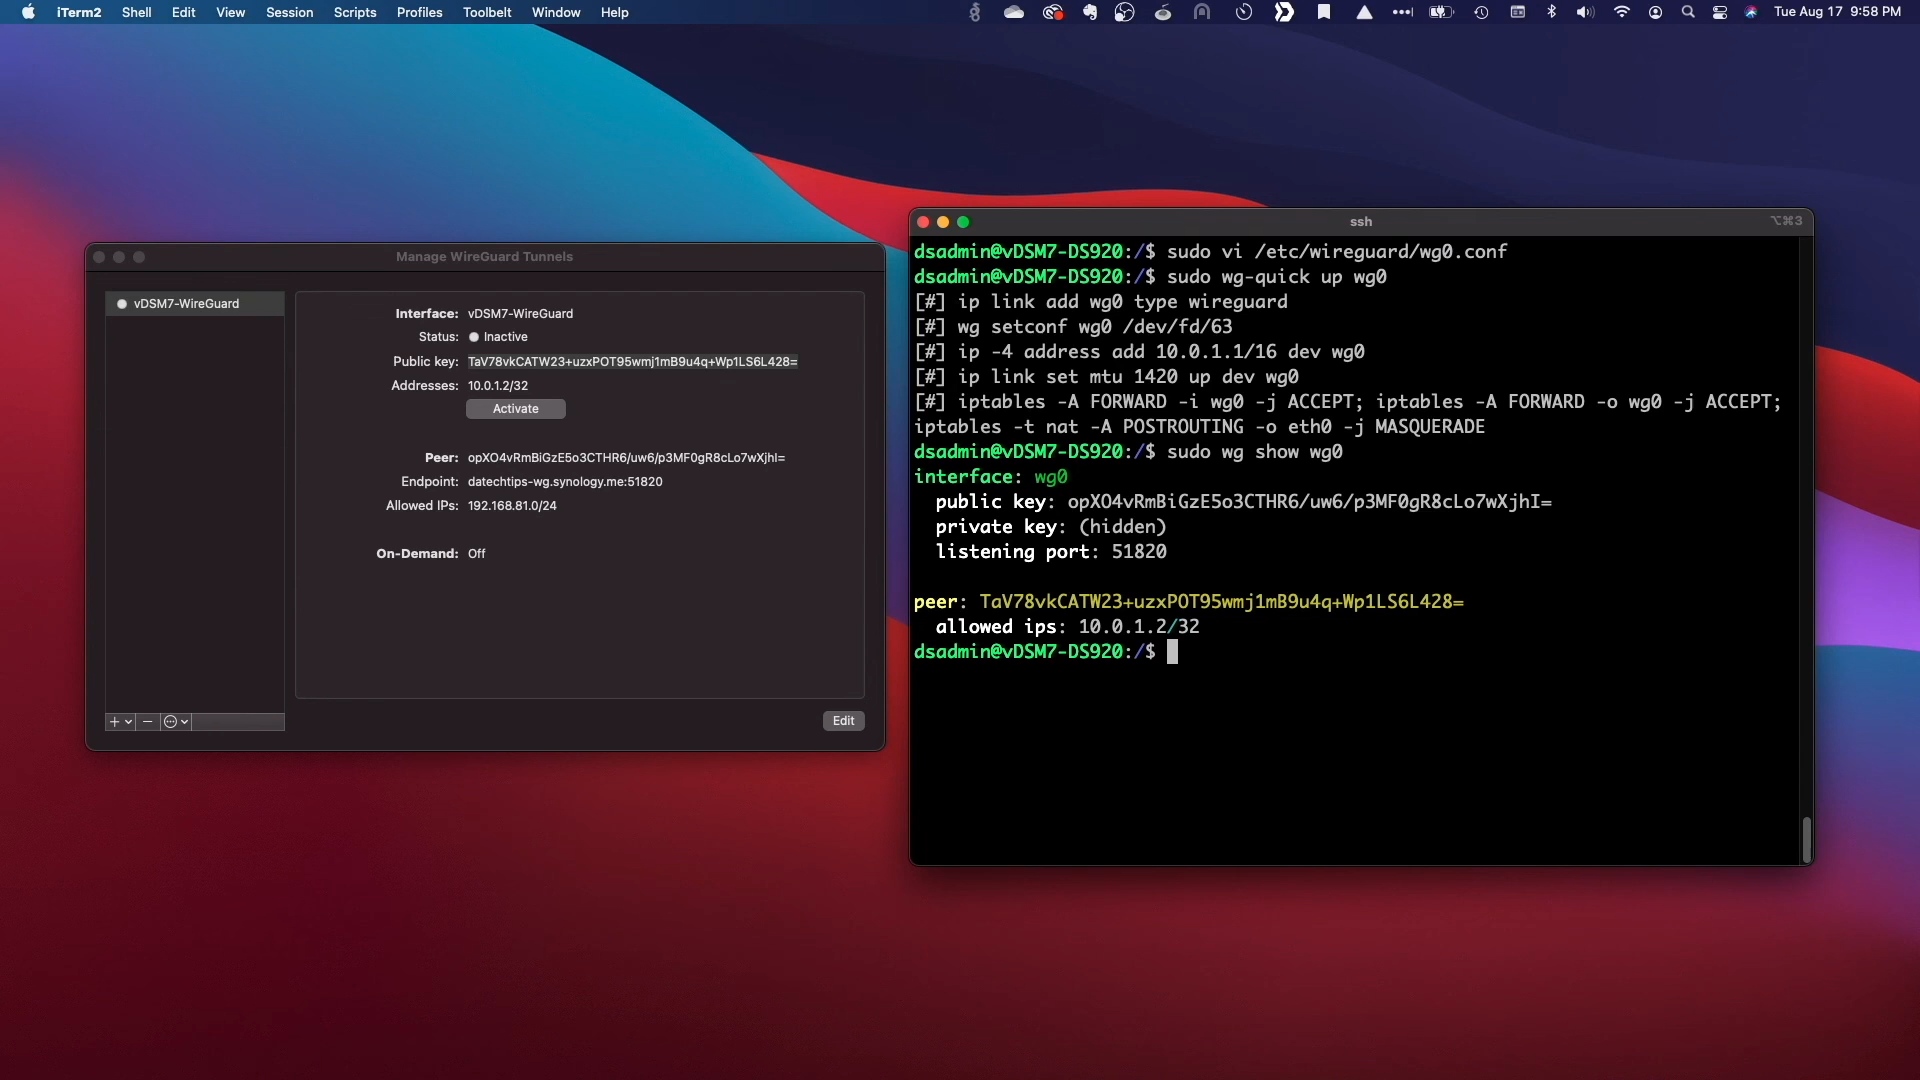 iTerm2 Shell Edit View Session Scripts Profiles Toolbelt Window Help Tue Aug 17 9:58 PM
Manage WireGuard Tunnels
vDSM7-WireGuard
Interface: vDSM7-WireGuard
Status: Inactive
Public key: TaV78vkCATW23+uzxPOT95wmj1mB9u4q+Wp1LS6L428=
Addresses: 10.0.1.2/32
Activate
Peer: opXO4vRmBiGzE5o3CTHR6/uw6/p3MF0gR8cLo7wXjhI=
Endpoint: datechtips-wg.synology.me:51820
Allowed IPs: 192.168.81.0/24
On-Demand: Off
Edit
ssh ⌥⌘3
dsadmin@vDSM7-DS920:/$ sudo vi /etc/wireguard/wg0.conf
dsadmin@vDSM7-DS920:/$ sudo wg-quick up wg0
[#] ip link add wg0 type wireguard
[#] wg setconf wg0 /dev/fd/63
[#] ip -4 address add 10.0.1.1/16 dev wg0
[#] ip link set mtu 1420 up dev wg0
[#] iptables -A FORWARD -i wg0 -j ACCEPT; iptables -A FORWARD -o wg0 -j ACCEPT;
iptables -t nat -A POSTROUTING -o eth0 -j MASQUERADE
dsadmin@vDSM7-DS920:/$ sudo wg show wg0
interface: wg0
public key: opXO4vRmBiGzE5o3CTHR6/uw6/p3MF0gR8cLo7wXjhI=
private key: (hidden)
listening port: 51820
peer: TaV78vkCATW23+uzxPOT95wmj1mB9u4q+Wp1LS6L428=
allowed ips: 10.0.1.2/32
dsadmin@vDSM7-DS920:/$